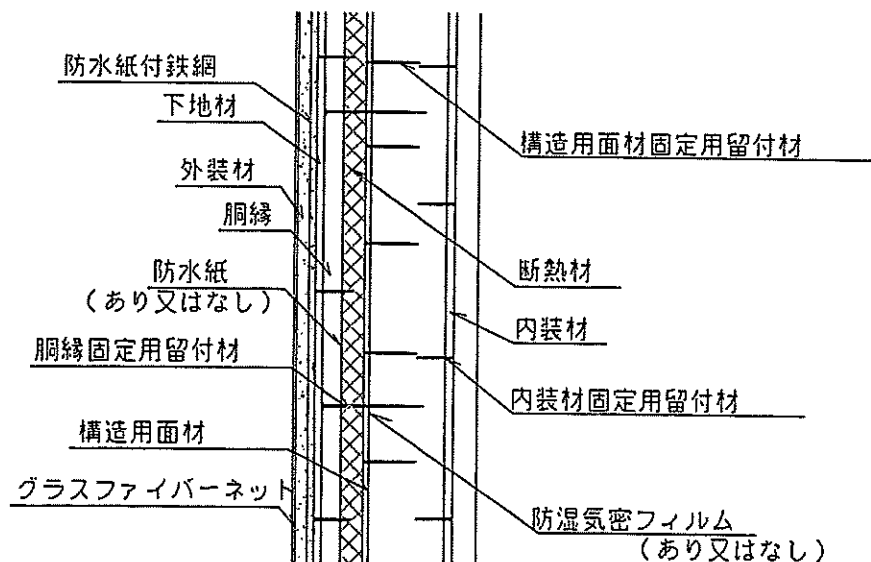 防水紙付鉄網
下地材
外装材
胴縁
防水紙
(あり又はなし)
胴縁固定用留付材
構造用面材
グラスファイバーネット
構造用面材固定用留付材
断熱材
内装材
内装材固定用留付材
防湿気密フィルム
(あり又はなし)